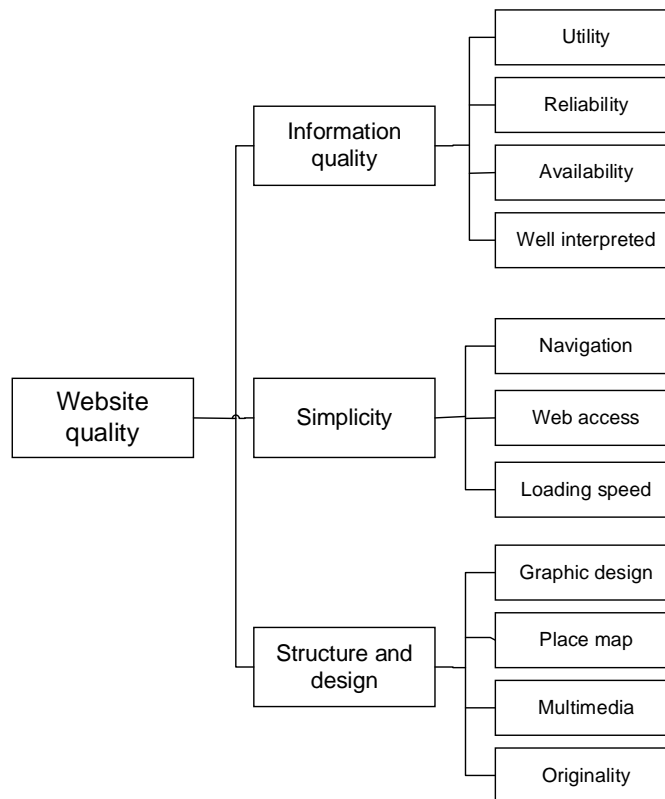 Utility
Reliability
Information
quality
Availability
Well interpreted
Navigation
Website
quality
Simplicity
Web access
Loading speed
Graphic design
Place map
Structure and
design
Multimedia
Originality